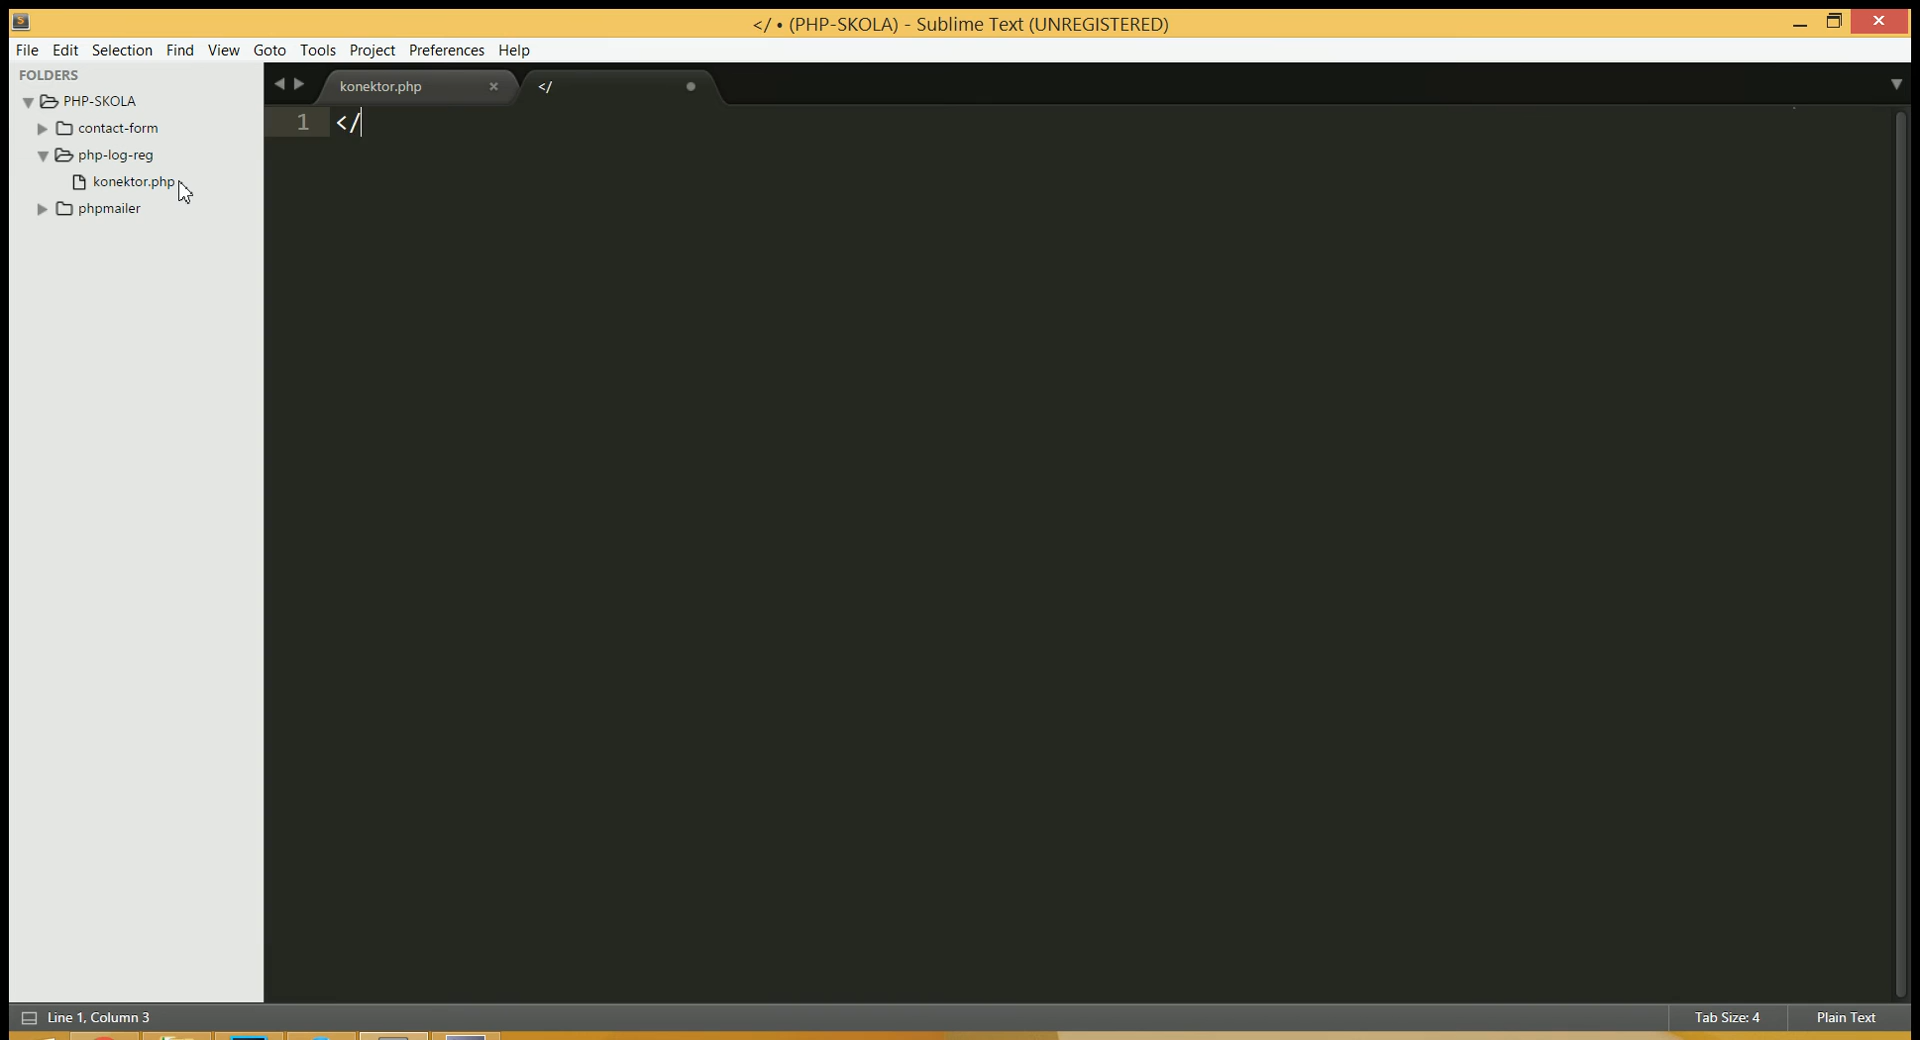 </ • (PHP-SKOLA) - Sublime Text (UNREGISTERED)
File Edit Selection Find View Goto Tools Project Preferences Help
FOLDERS
PHP-SKOLA
contact-form
php-log-reg
konektor.php
phpmailer
konektor.php
</
1 </
Line 1, Column 3
Tab Size: 4
Plain Text